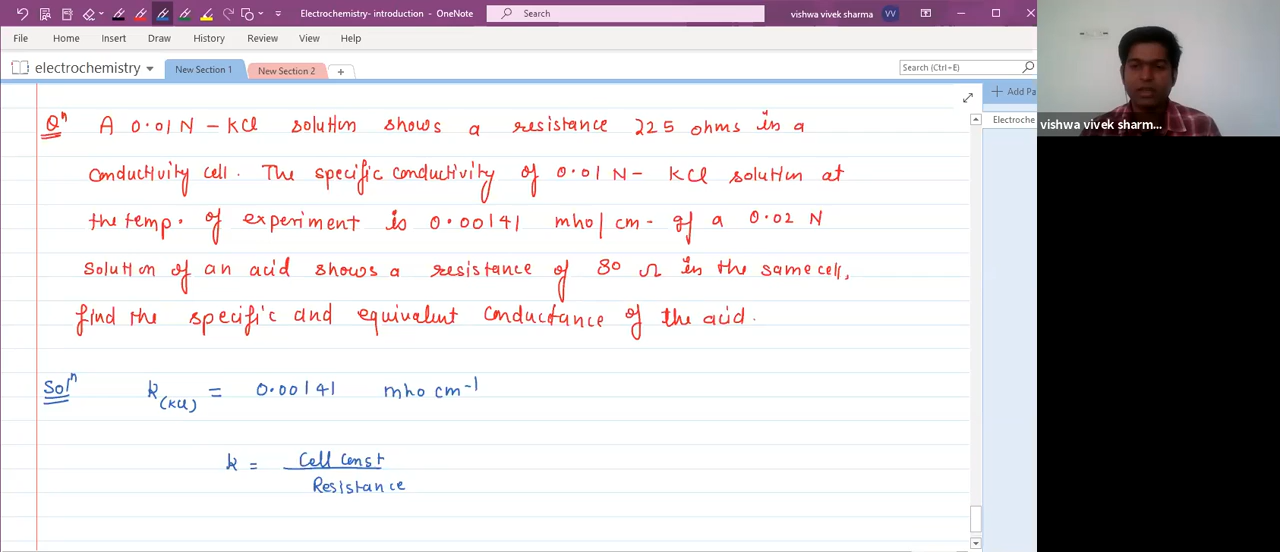 Electrochemistry- introduction - OneNote
Search
vishwa vivek sharma
VV
File Home Insert Draw History Review View Help
electrochemistry
New Section 1
New Section 2
Search (Ctrl+E)
Add Pa
Electroche
vishwa vivek sharm...
Qn A 0.01 N - KCl solution shows a resistance 225 ohms in a
conductivity cell. The specific conductivity of 0.01 N - KCl solution at
the temp. of experiment is 0.00141 mho/cm. If a 0.02 N
solution of an acid shows a resistance of 80 Ω in the same cell,
find the specific and equivalent conductance of the acid.
Soln k(KCl) = 0.00141 mho cm-1
k = Cell Const
Resistance